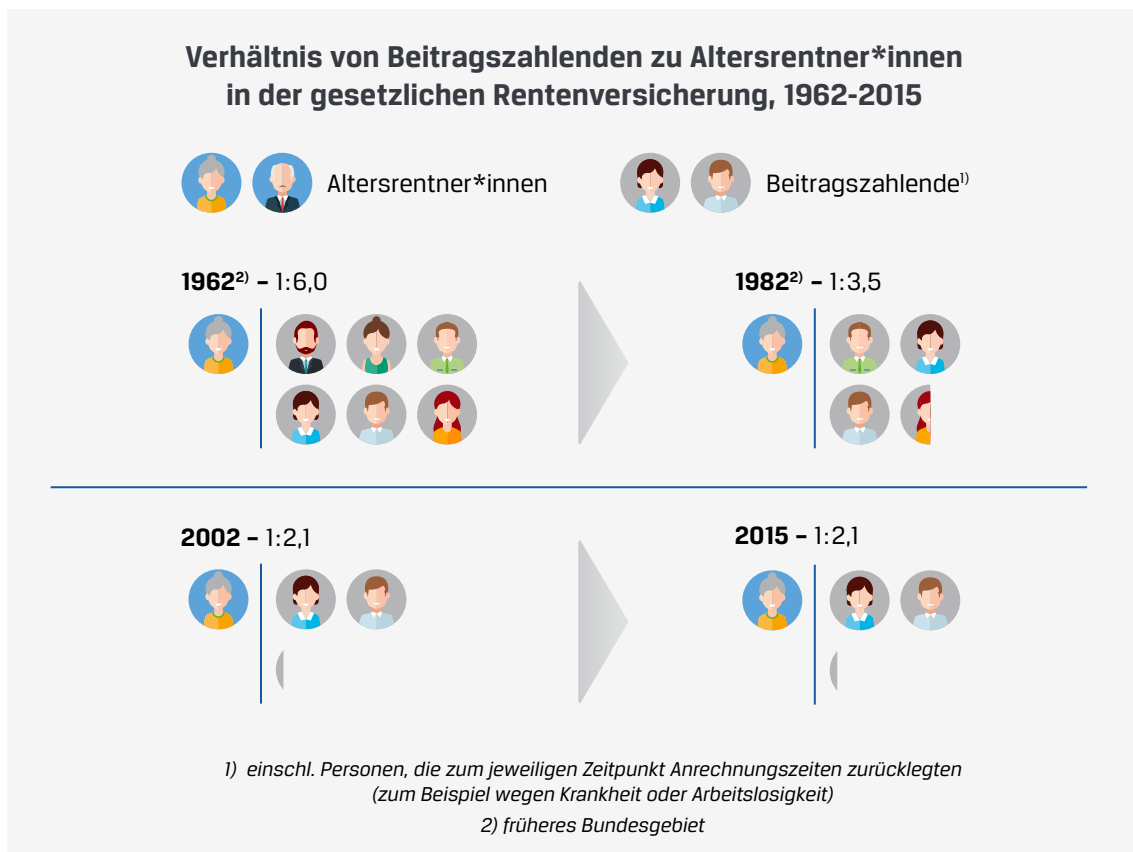 Verhältnis von Beitragszahlenden zu Altersrentner*innen
in der gesetzlichen Rentenversicherung, 1962-2015
Altersrentner*innen
Beitragszahlende1)
19622) – 1:6,0
19822) – 1:3,5
2002 – 1:2,1
2015 – 1:2,1
1) einschl. Personen, die zum jeweiligen Zeitpunkt Anrechnungszeiten zurücklegten
(zum Beispiel wegen Krankheit oder Arbeitslosigkeit)
2) früheres Bundesgebiet